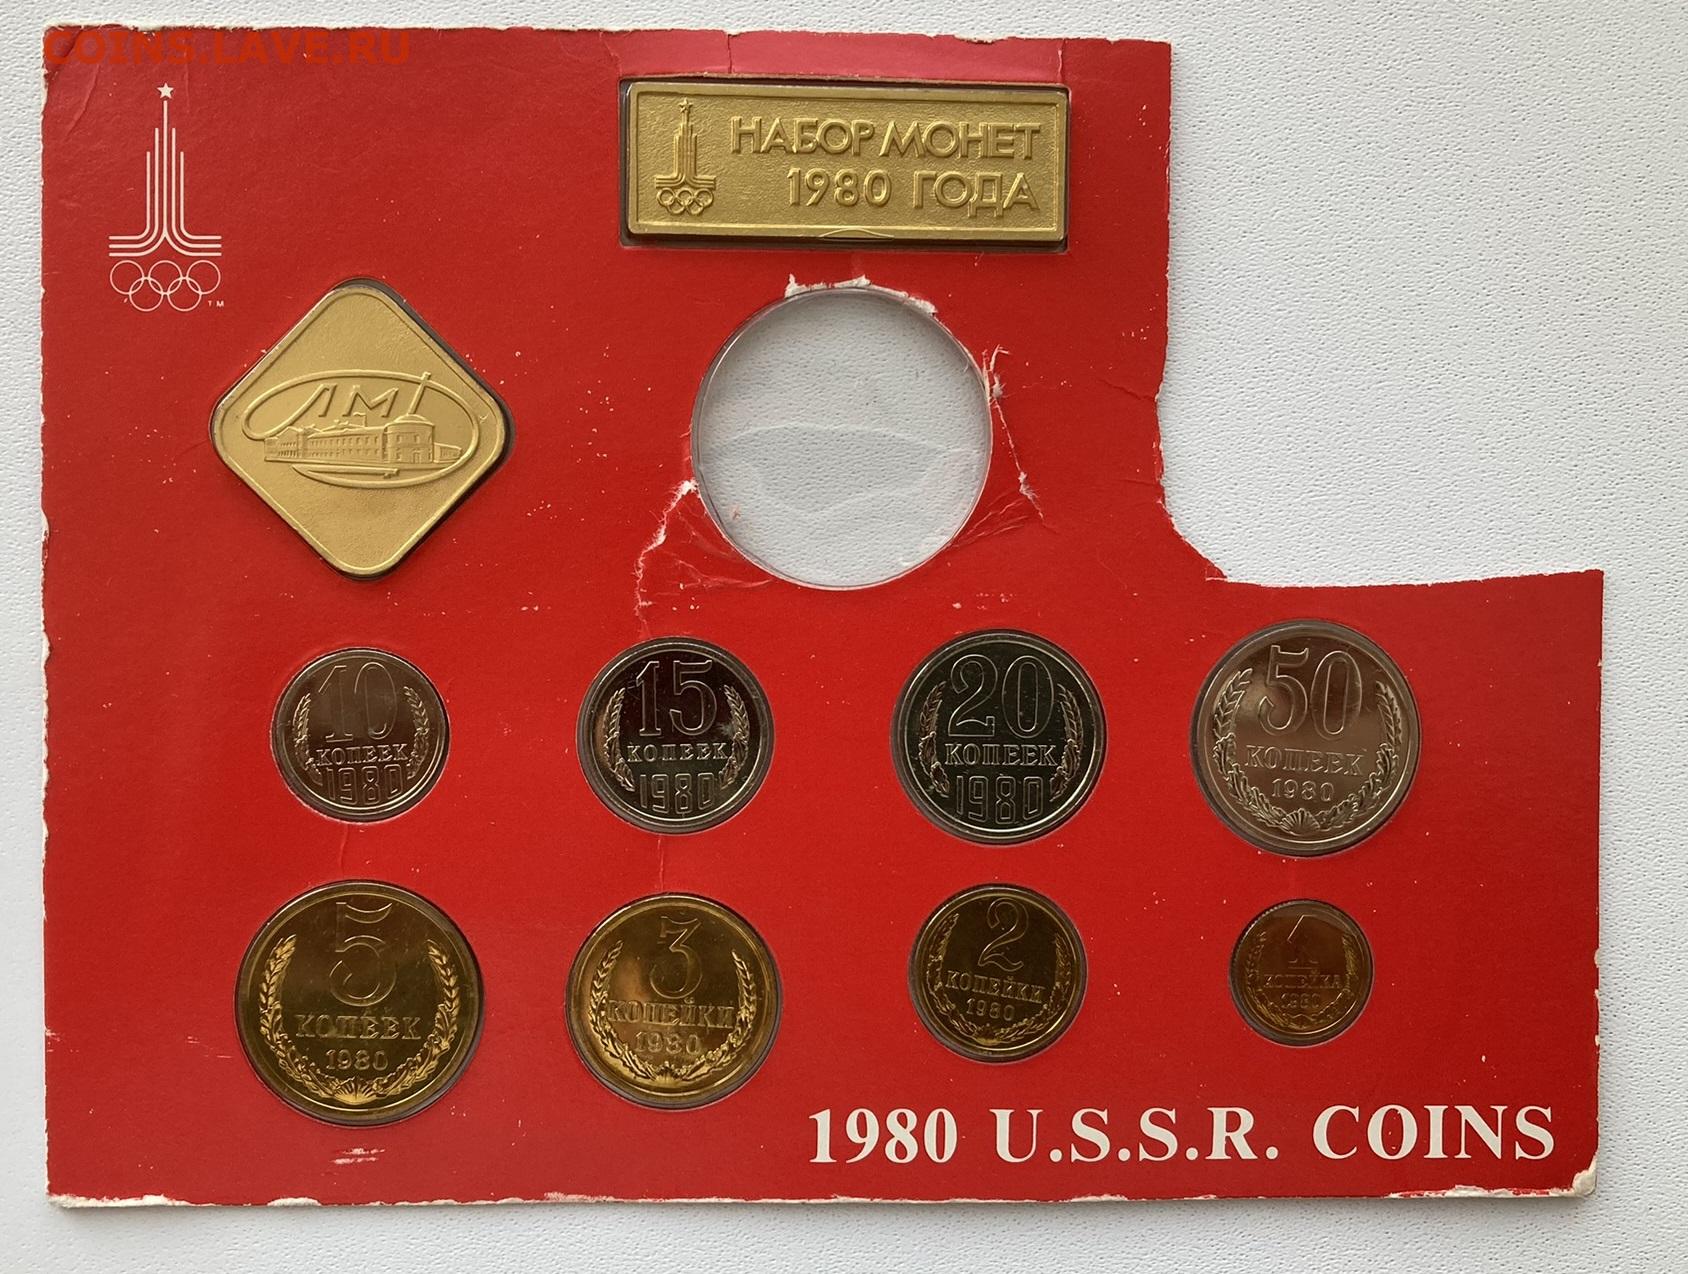 COINS.LAVE.RU
НАБОР МОНЕТ
1980 ГОДА
TM
ЛМД
10
КОПЕЕК
1980
15
КОПЕЕК
1980
20
КОПЕЕК
1980
50
КОПЕЕК
1980
5
КОПЕЕК
1980
3
КОПЕЙКИ
1980
2
КОПЕЙКИ
1980
1
КОПЕЙКА
1980
1980 U.S.S.R. COINS